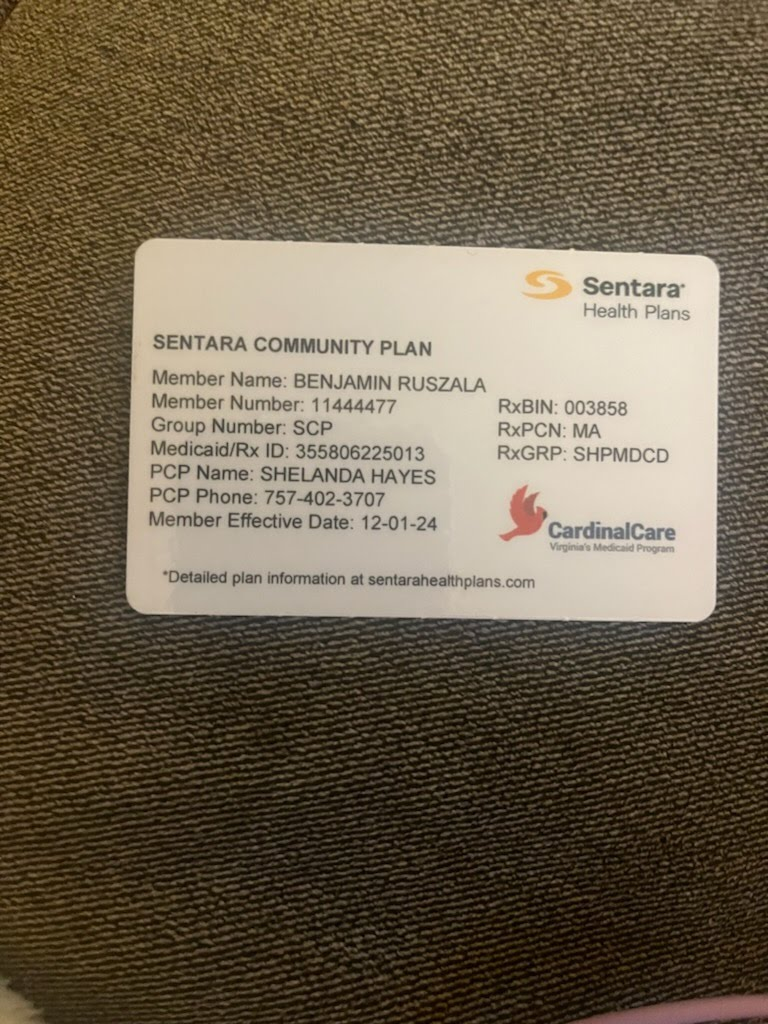 Sentara
Health Plans
SENTARA COMMUNITY PLAN
Member Name: BENJAMIN RUSZALA
Member Number: 11444477
Group Number: SCP
Medicaid/Rx ID: 355806225013
PCP Name: SHELANDA HAYES
PCP Phone: 757-402-3707
Member Effective Date: 12-01-24
RxBIN: 003858
RxPCN: MA
RxGRP: SHPMDCD
CardinalCare
Virginia's Medicaid Program
*Detailed plan information at sentarahealthplans.com